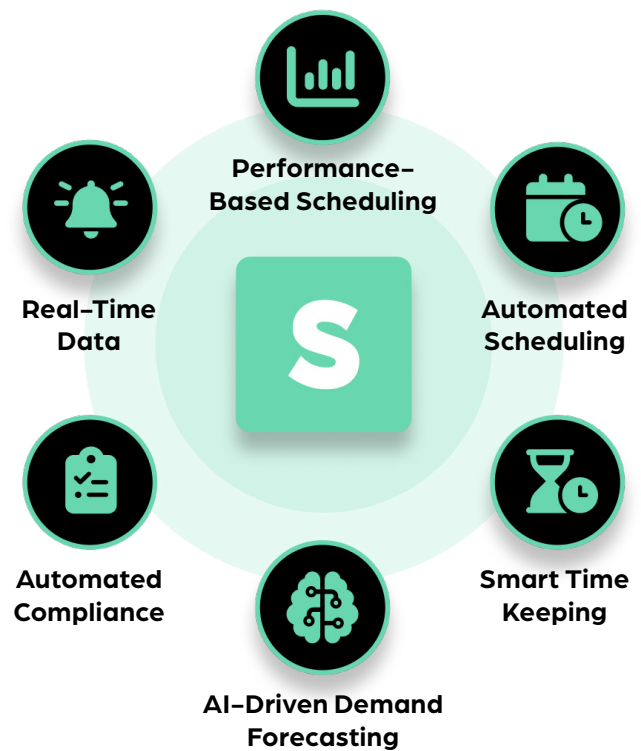 Performance-
Based Scheduling
Real-Time
Data
S
Automated
Scheduling
Automated
Compliance
Smart Time
Keeping
AI-Driven Demand
Forecasting